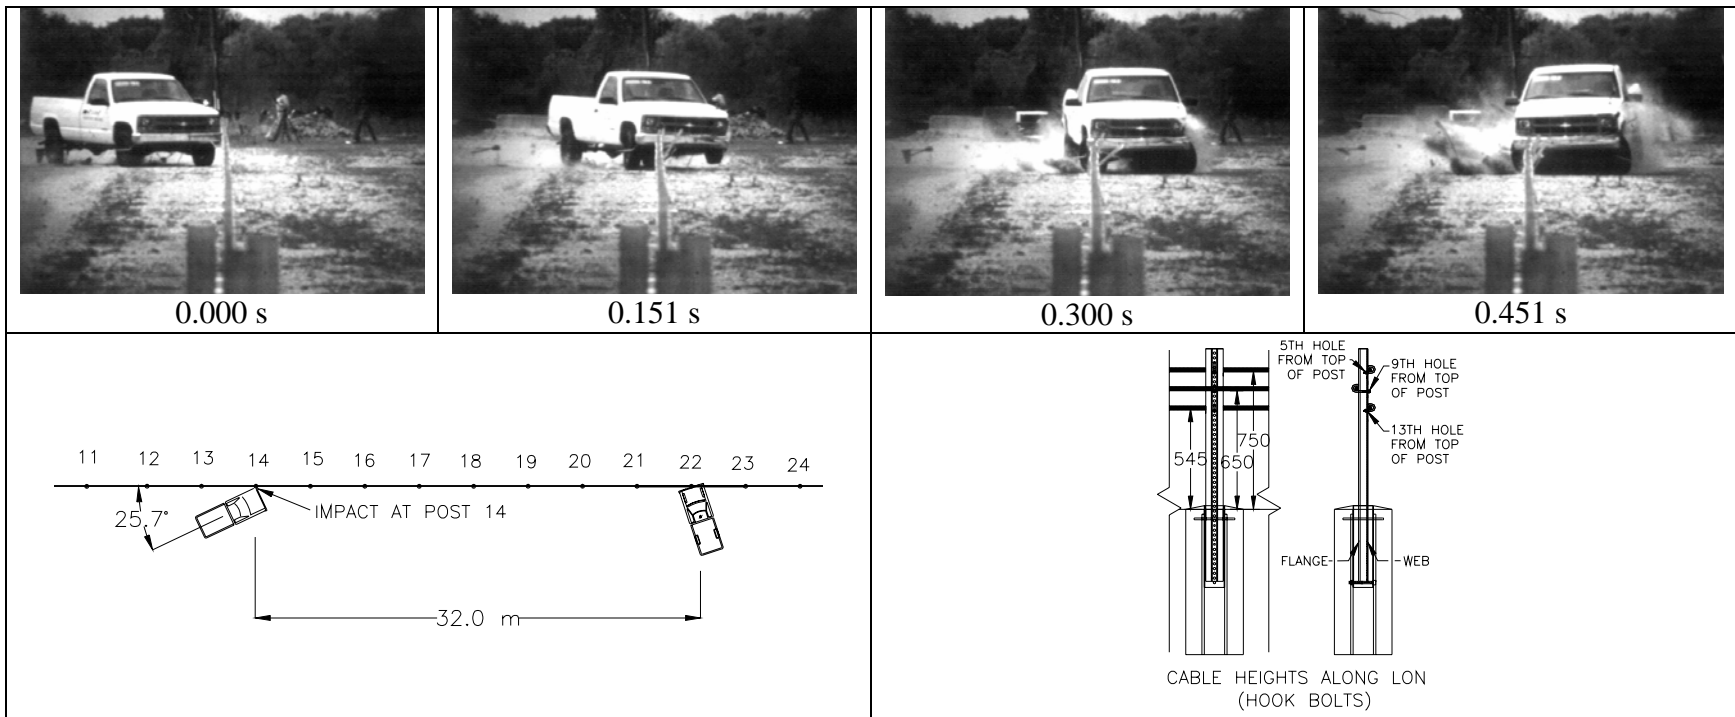 0.000 s
0.151 s
0.300 s
0.451 s
11 12 13 14 15 16 17 18 19 20 21 22 23 24
25.7°
IMPACT AT POST 14
32.0 m
5TH HOLE
FROM TOP
OF POST
9TH HOLE
FROM TOP
OF POST
13TH HOLE
FROM TOP
OF POST
545
650
750
FLANGE
WEB
CABLE HEIGHTS ALONG LON
(HOOK BOLTS)